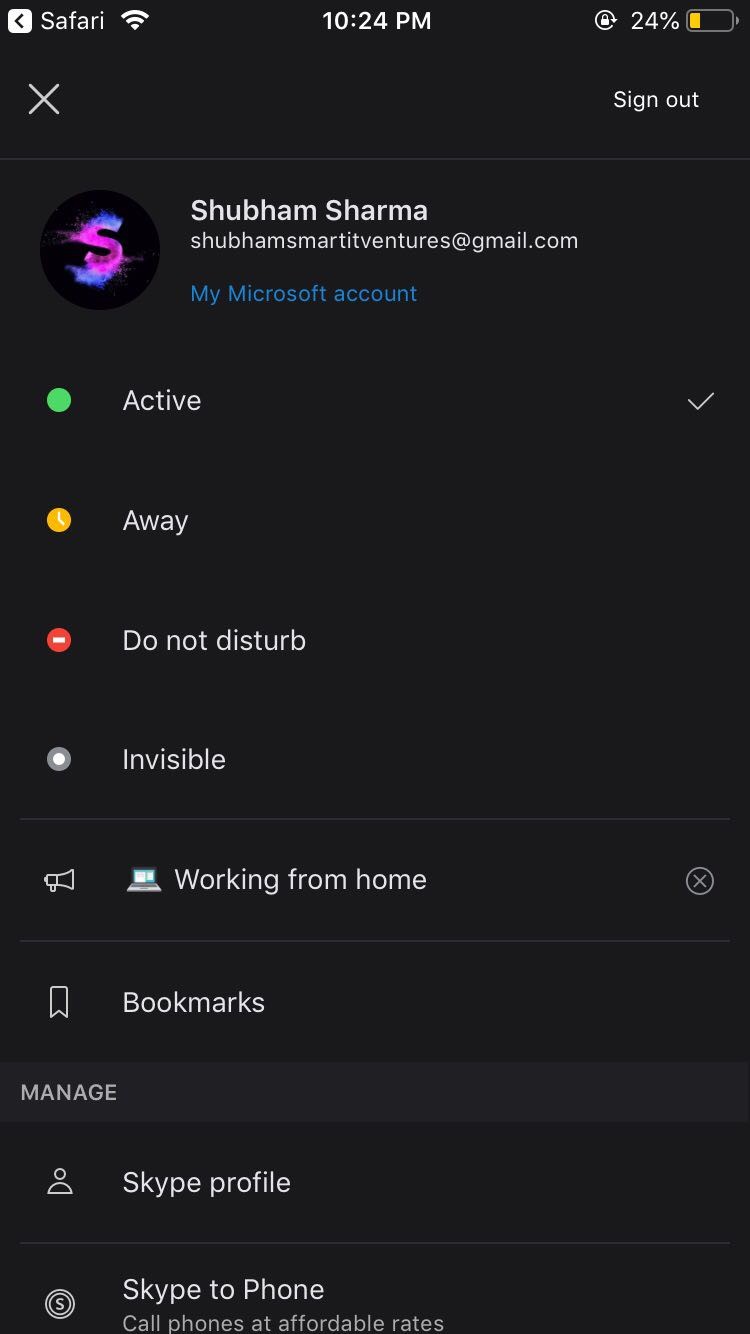 Safari 10:24 PM 24%
Sign out
Shubham Sharma
shubhamsmartitventures@gmail.com
My Microsoft account
Active
Away
Do not disturb
Invisible
Working from home
Bookmarks
MANAGE
Skype profile
Skype to Phone
Call phones at affordable rates